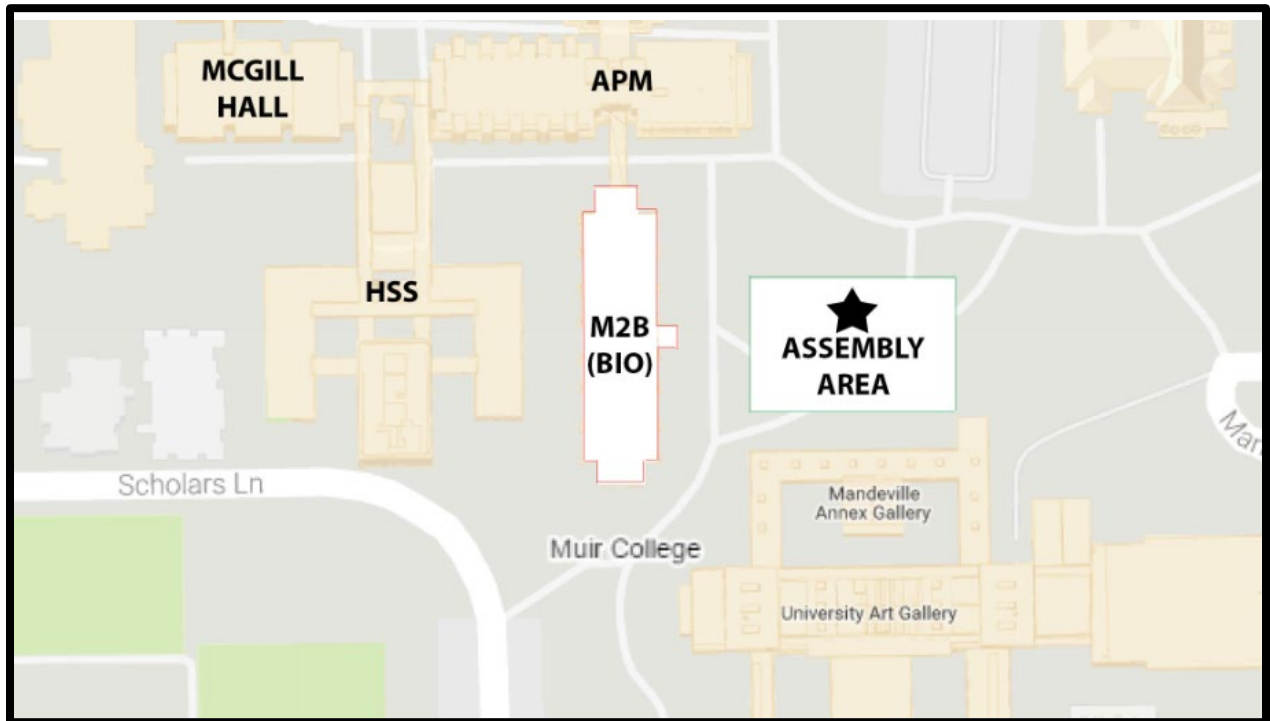 MCGILL
HALL
APM
HSS
M2B
(BIO)
ASSEMBLY
AREA
Scholars Ln
Mandeville
Annex Gallery
Muir College
University Art Gallery